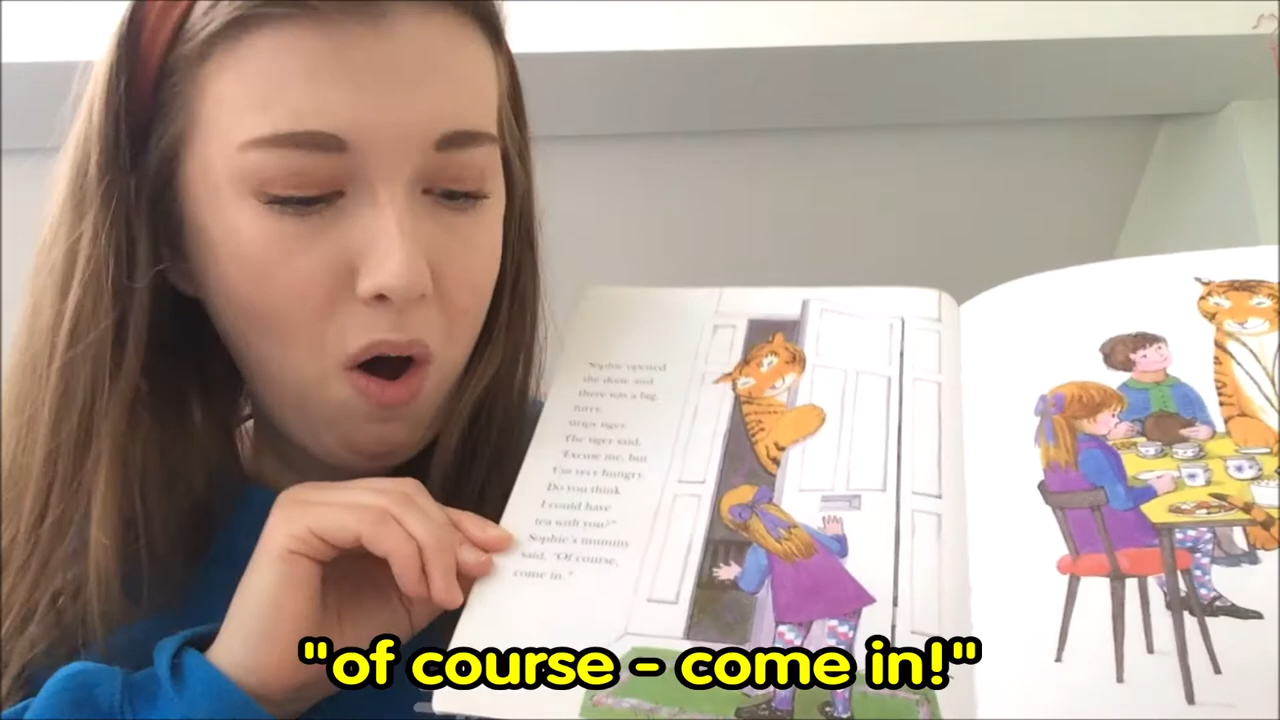 Sophie opened
the door and
there was a big,
furry,
stripy tiger.
The tiger said,
"Excuse me, but
I'm very hungry.
Do you think
I could have
tea with you?"
Sophie's mummy
said, "Of course,
come in."
"of course - come in!"